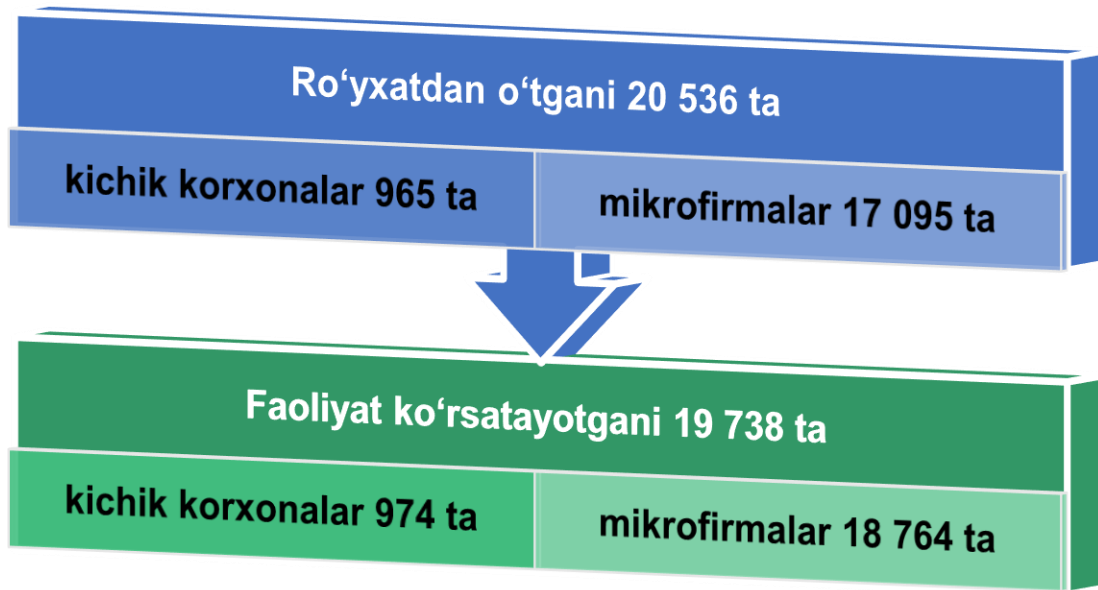 Ro‘yxatdan o‘tgani 20 536 ta
kichik korxonalar 965 ta
mikrofirmalar 17 095 ta
Faoliyat ko‘rsatayotgani 19 738 ta
kichik korxonalar 974 ta
mikrofirmalar 18 764 ta